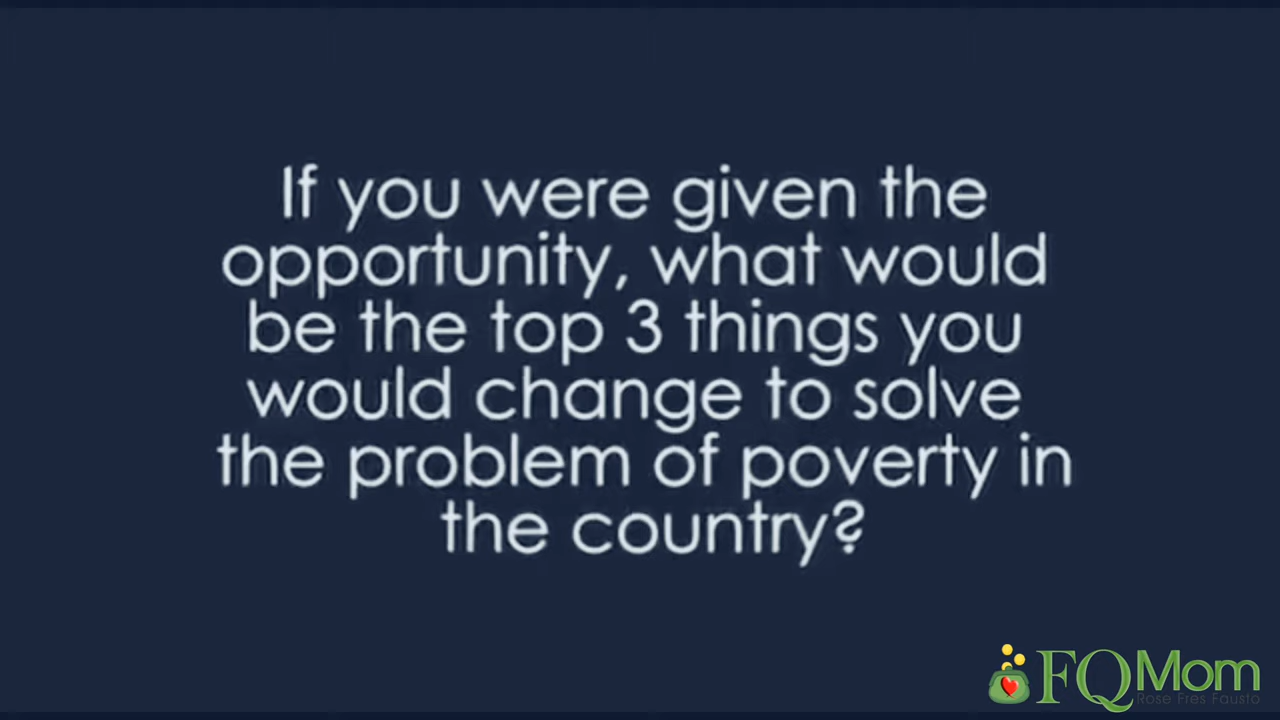 If you were given the
opportunity, what would
be the top 3 things you
would change to solve
the problem of poverty in
the country?
FQMom
Rose Fres Fausto